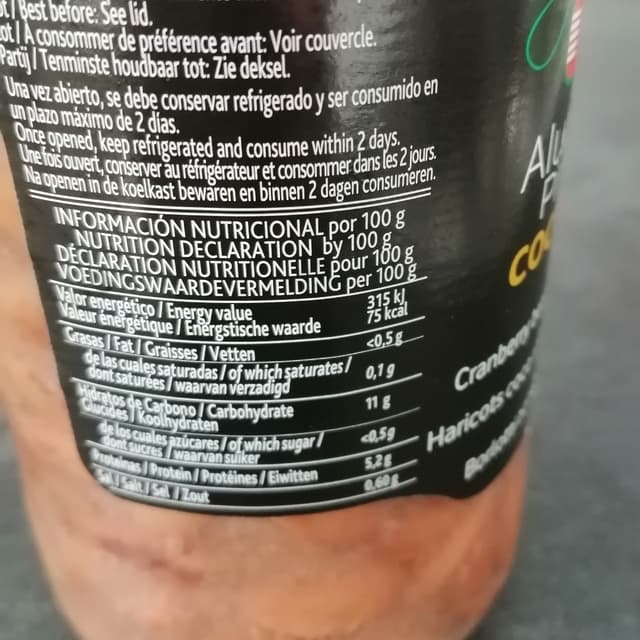 Best before: See lid.
A consommer de préférence avant: Voir couvercle.
Partij / Tenminste houdbaar tot: Zie deksel.
Una vez abierto, se debe conservar refrigerado y ser consumido en
un plazo máximo de 2 días.
Once opened, keep refrigerated and consume within 2 days.
Une fois ouvert, conserver au réfrigérateur et consommer dans les 2 jours.
Na openen in de koelkast bewaren en binnen 2 dagen consumeren.
INFORMACIÓN NUTRICIONAL por 100 g
NUTRITION DECLARATION by 100 g
DÉCLARATION NUTRITIONELLE pour 100 g
VOEDINGSWAARDEVERMELDING per 100 g
Valor energético / Energy value 315 kJ
Valeur énergétique / Energstische waarde 75 kcal
Grasas / Fat / Graisses / Vetten <0,5 g
de las cuales saturadas / of which saturates /
dont saturées / waarvan verzadigd 0,1 g
Hidratos de Carbono / Carbohydrate
Glucides / Koolhydraten 11 g
de los cuales azúcares / of which sugar /
dont sucres / waarvan suiker <0,5g
Proteínas / Protein / Protéines / Eiwitten 5,2 g
Sal / Salt / Sel / Zout 0,60 g
Alu
COC
Cranberry
Haricots